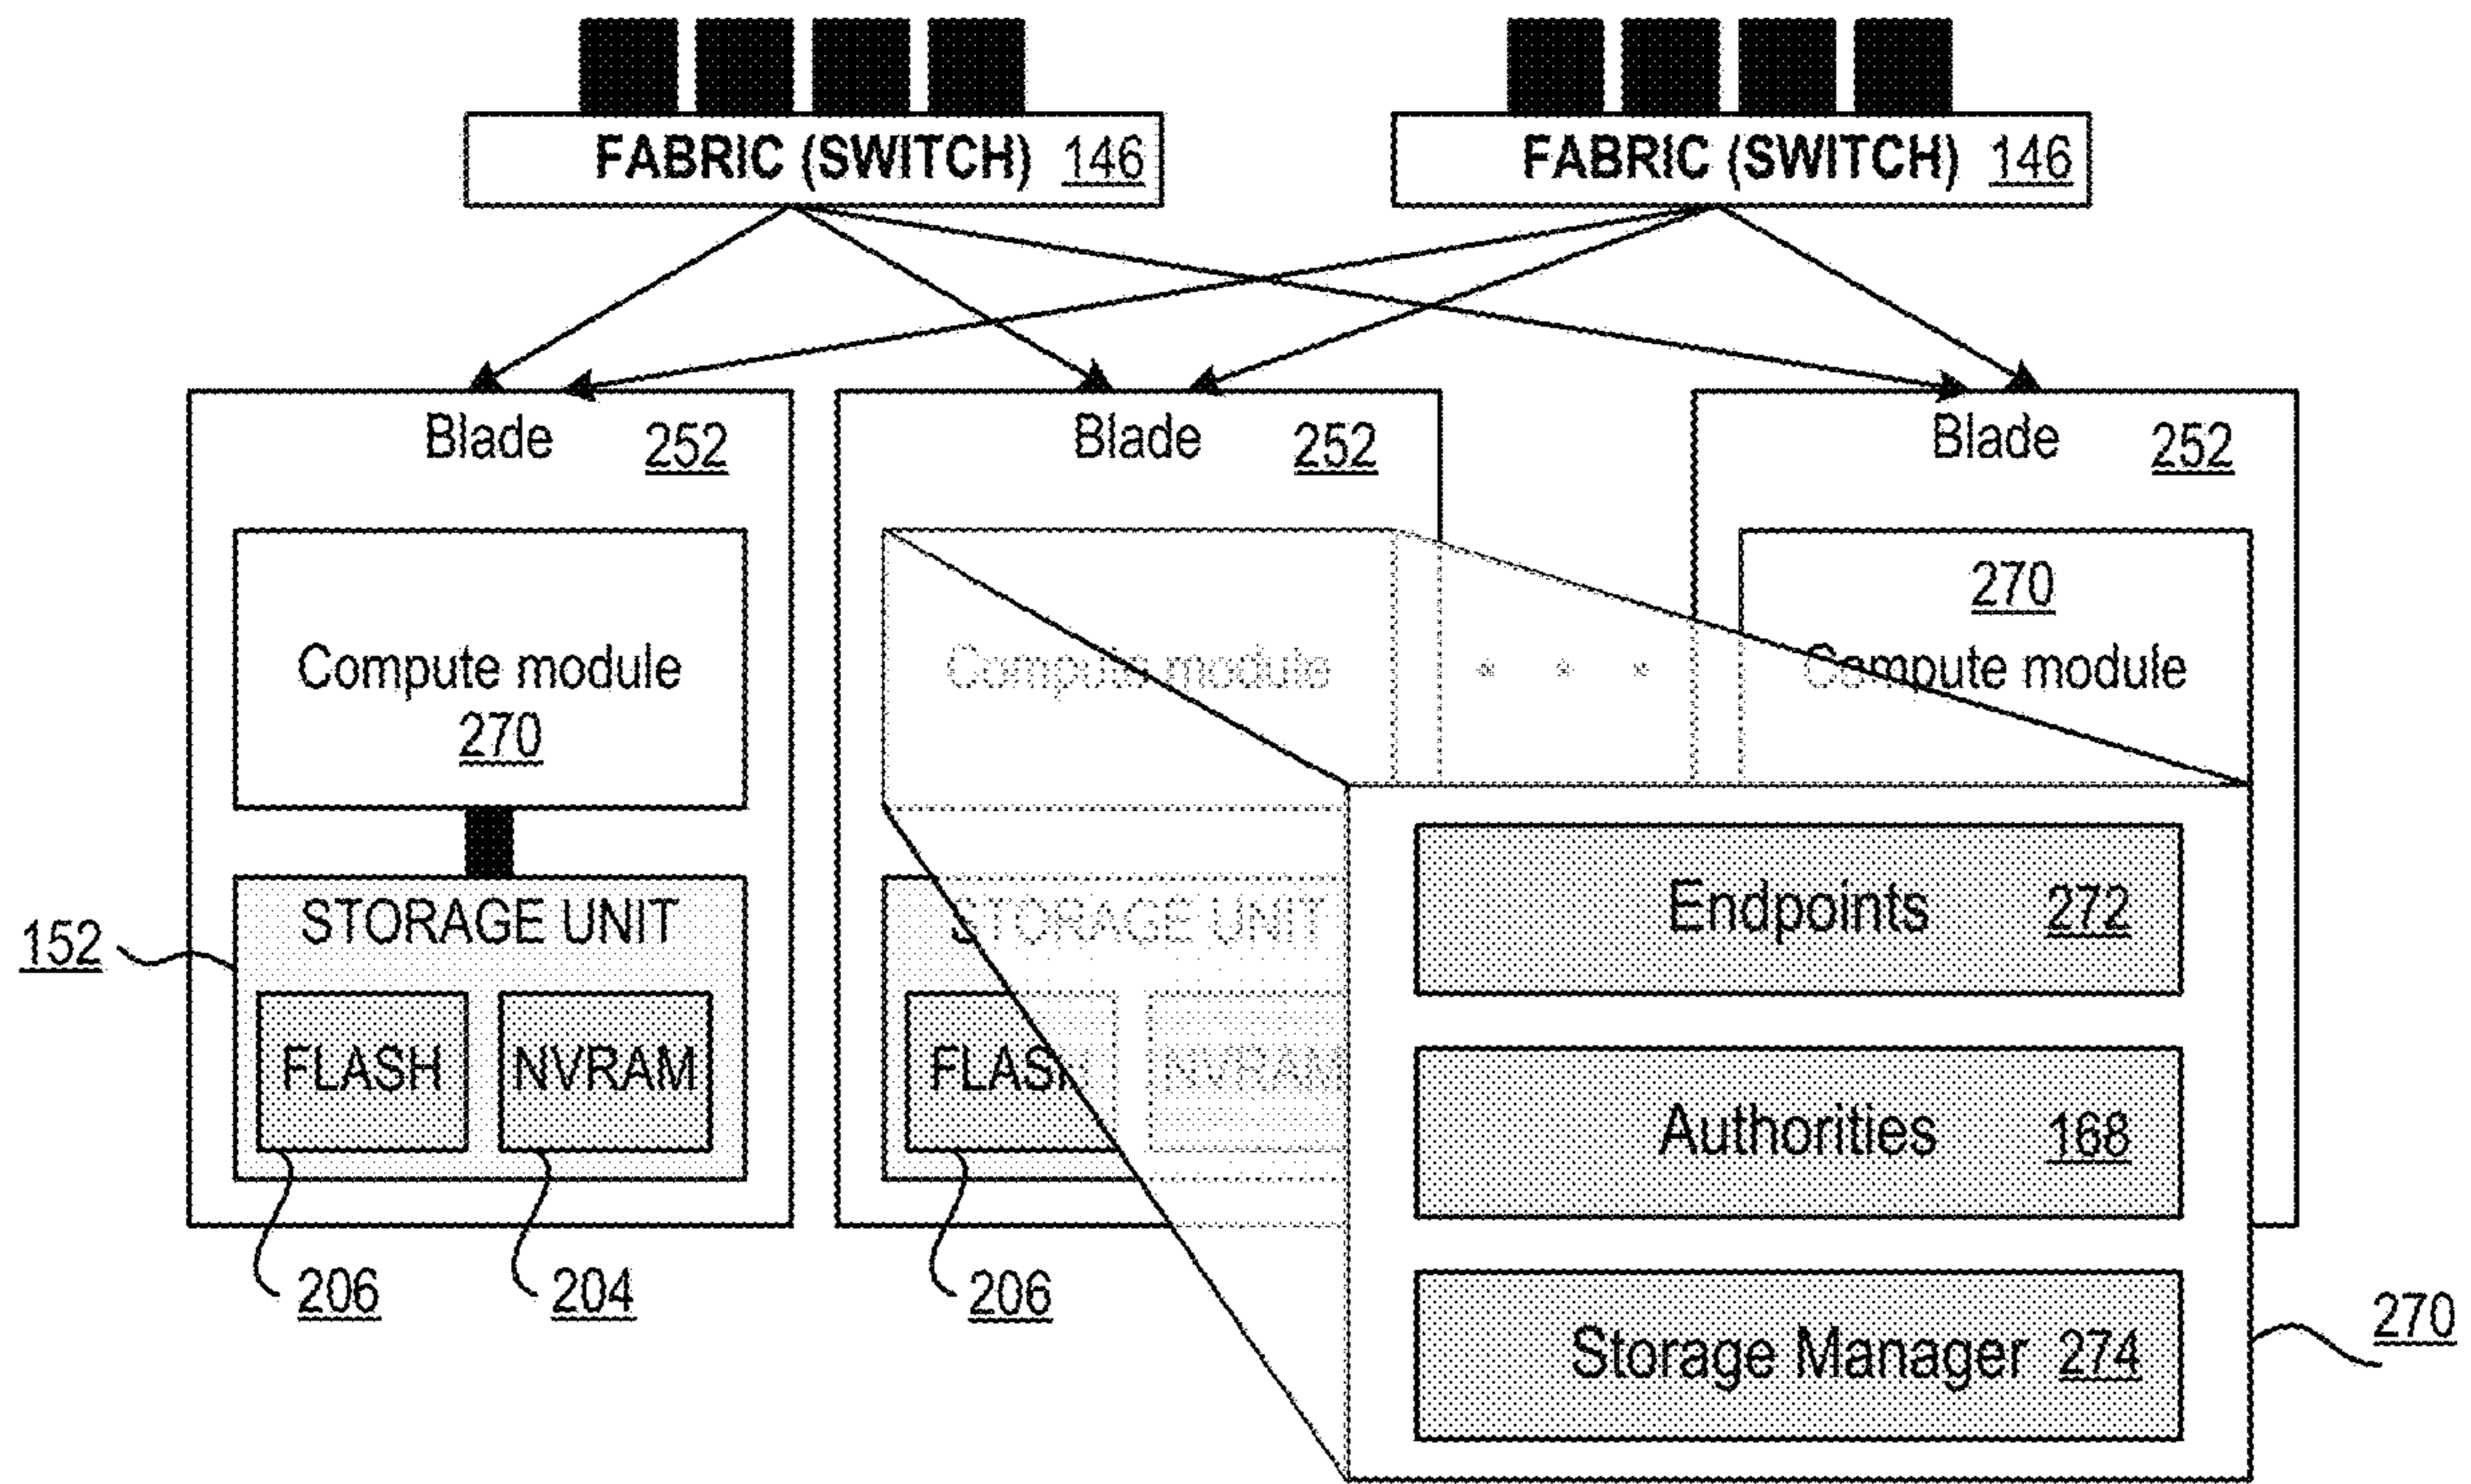 FABRIC (SWITCH) 146
FABRIC (SWITCH) 146
Blade 252
Blade 252
Blade 252
Compute module
270
Compute module
270
Compute module
STORAGE UNIT
152
FLASH
NVRAM
206
204
STORAGE UNIT
FLASH
NVRAM
206
Endpoints 272
Authorities 168
Storage Manager 274
270